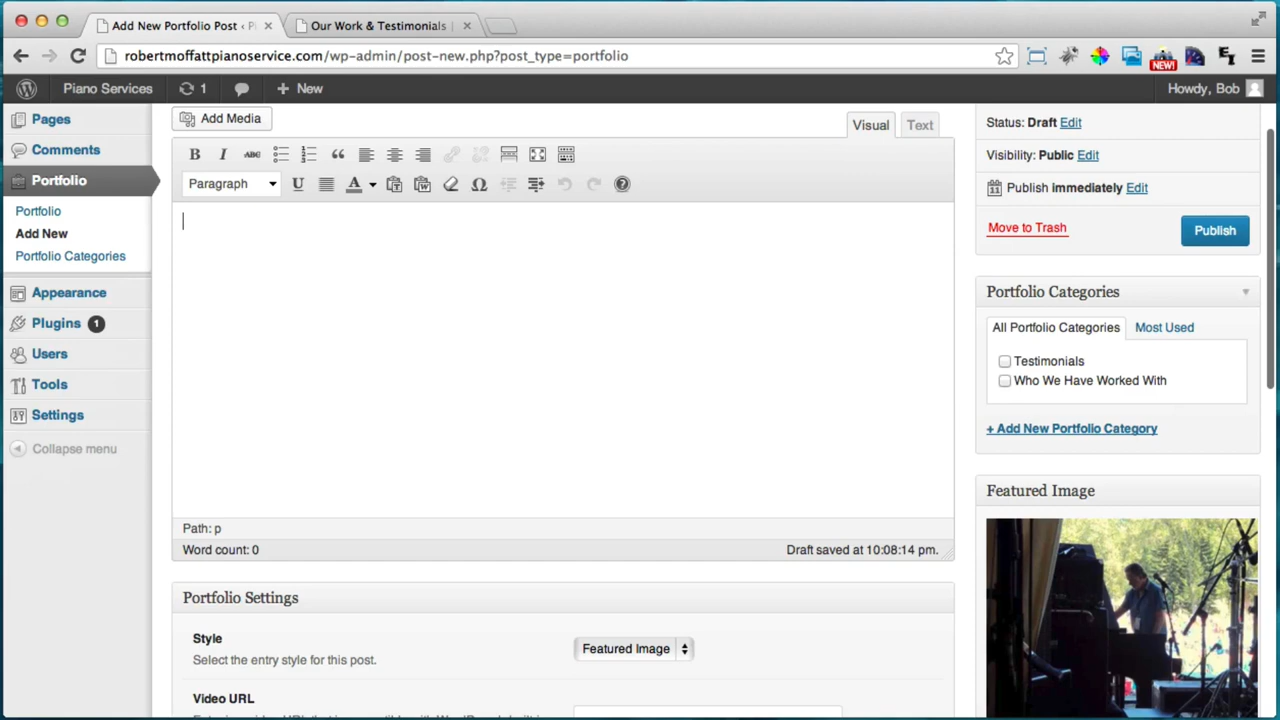 Add New Portfolio Post ‹ Pi
Our Work & Testimonials |
robertmoffattpianoservice.com/wp-admin/post-new.php?post_type=portfolio
NEW!
Piano Services
1
+ New
Howdy, Bob
Pages
Comments
Portfolio
Portfolio
Add New
Portfolio Categories
Appearance
Plugins 1
Users
Tools
Settings
Collapse menu
Add Media
Visual
Text
B I ABC
Paragraph
U A
Path: p
Word count: 0
Draft saved at 10:08:14 pm.
Portfolio Settings
Style
Select the entry style for this post.
Featured Image
Video URL
Status: Draft Edit
Visibility: Public Edit
11 Publish immediately Edit
Move to Trash
Publish
Portfolio Categories
All Portfolio Categories
Most Used
Testimonials
Who We Have Worked With
+ Add New Portfolio Category
Featured Image